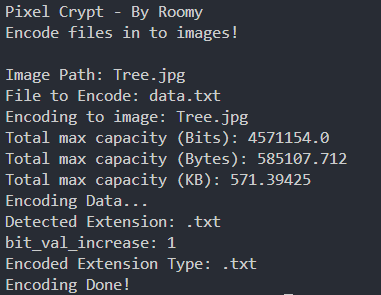 Pixel Crypt - By Roomy
Encode files in to images!
Image Path: Tree.jpg
File to Encode: data.txt
Encoding to image: Tree.jpg
Total max capacity (Bits): 4571154.0
Total max capacity (Bytes): 585107.712
Total max capacity (KB): 571.39425
Encoding Data...
Detected Extension: .txt
bit_val_increase: 1
Encoded Extension Type: .txt
Encoding Done!